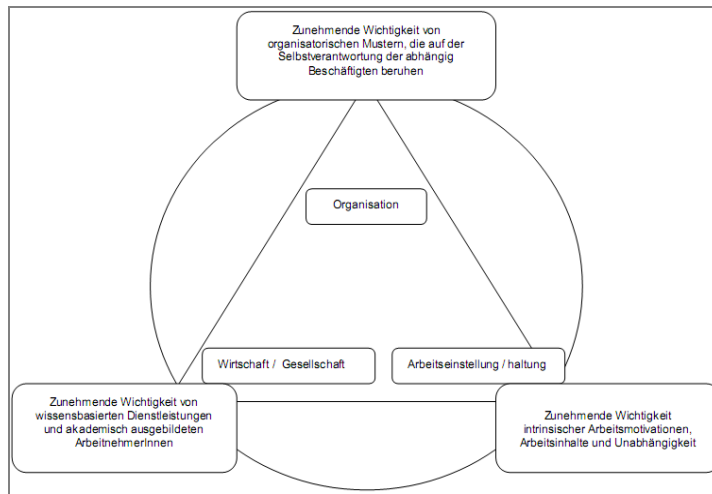 Zunehmende Wichtigkeit von
organisatorischen Mustern, die auf der
Selbstverantwortung der abhängig
Beschäftigten beruhen
Organisation
Wirtschaft / Gesellschaft
Arbeitseinstellung / haltung
Zunehmende Wichtigkeit von
wissensbasierten Dienstleistungen
und akademisch ausgebildeten
ArbeitnehmerInnen
Zunehmende Wichtigkeit
intrinsischer Arbeitsmotivationen,
Arbeitsinhalte und Unabhängigkeit